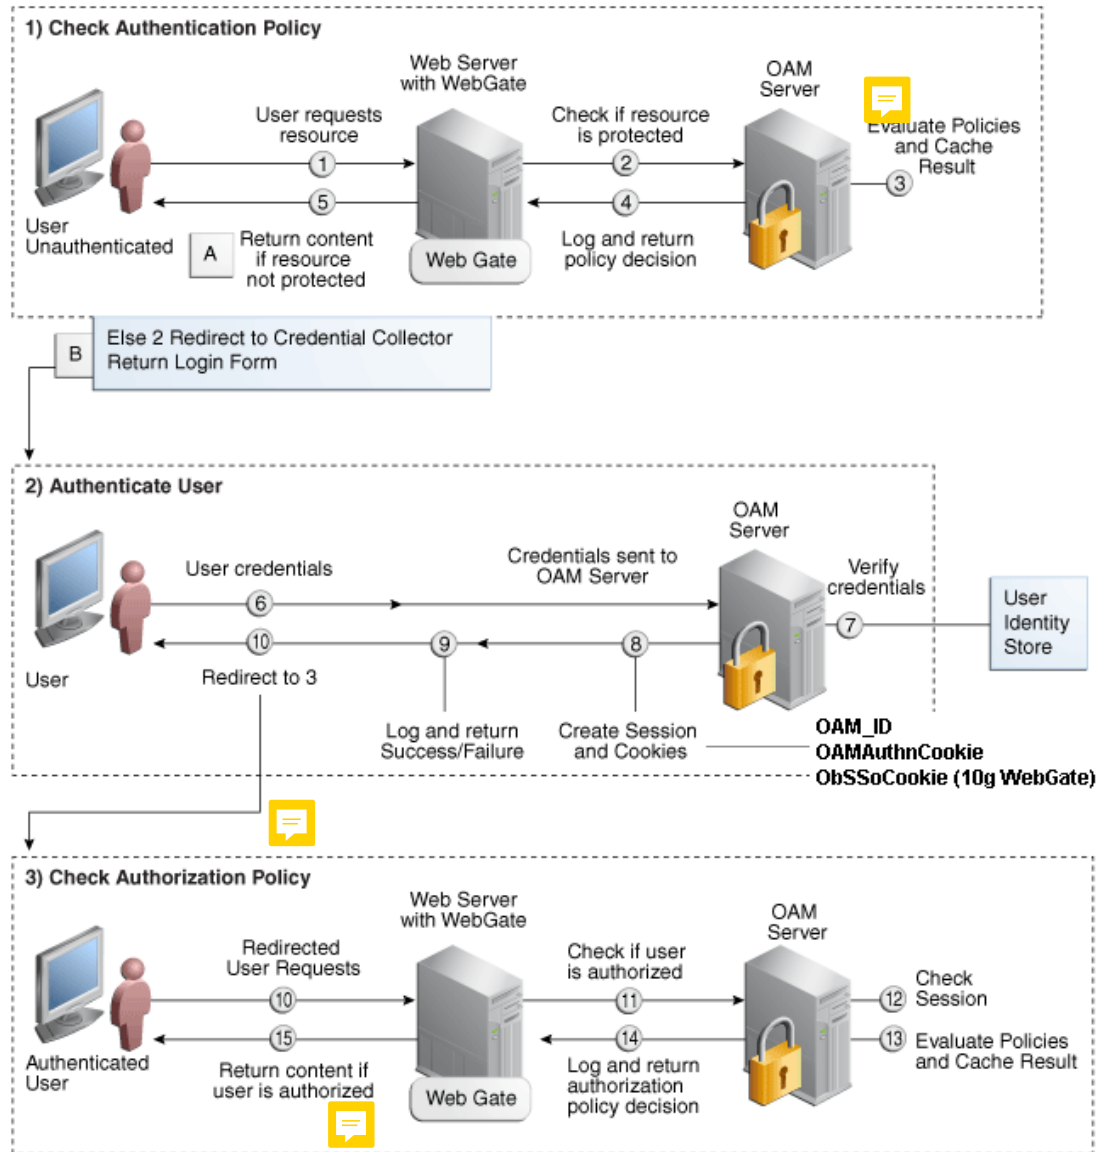 1) Check Authentication Policy
Web Server
with WebGate
OAM
Server
User requests
resource
Check if resource
is protected
Evaluate Policies
and Cache
Result
1
2
3
5
4
User
Unauthenticated
A
Return content
if resource
not protected
Web Gate
Log and return
policy decision
B
Else 2 Redirect to Credential Collector
Return Login Form
2) Authenticate User
OAM
Server
User credentials
Credentials sent to
OAM Server
Verify
credentials
6
7
User
Identity
Store
10
9
8
User
Redirect to 3
Log and return
Success/Failure
Create Session
and Cookies
OAM_ID
OAMAuthnCookie
ObSSoCookie (10g WebGate)
3) Check Authorization Policy
Web Server
with WebGate
OAM
Server
Redirected
User Requests
Check if user
is authorized
10
11
12
Check
Session
15
14
13
Evaluate Policies
and Cache Result
Authenticated
User
Return content if
user is authorized
Web Gate
Log and return
authorization
policy decision